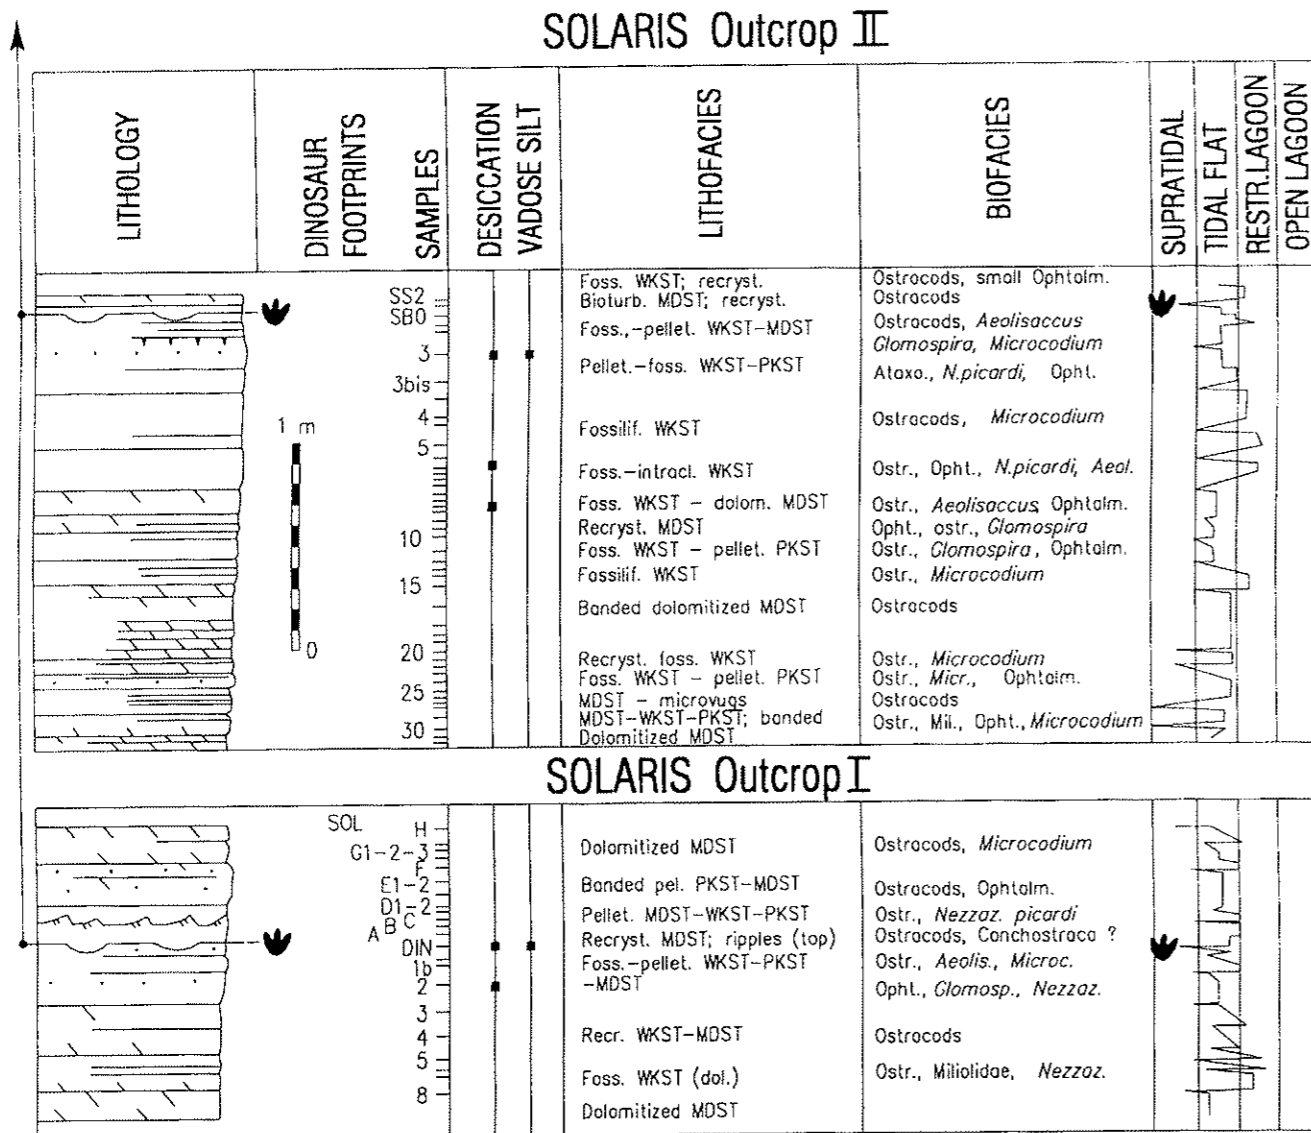 SOLARIS Outcrop II
LITHOLOGY
DINOSAUR FOOTPRINTS
SAMPLES
DESICCATION
VADOSE SILT
LITHOFACIES
BIOFACIES
SUPRATIDAL
TIDAL FLAT
RESTR.LAGOON
OPEN LAGOON
Foss. WKST; recryst. Ostracods, small Ophtalm.
SS2 Bioturb. MDST; recryst. Ostracods
SB0 Foss.,-pellet. WKST-MDST Ostracods, Aeolisaccus
Glomospira, Microcodium
3 Pellet.-foss. WKST-PKST
3bis Ataxo., N.picardi, Opht.
4 Ostracods, Microcodium
1 m Fossilif. WKST
5
Foss.-intracl. WKST Ostr., Opht., N.picardi, Aeol.
Foss. WKST - dolom. MDST Ostr., Aeolisaccus, Ophtalm.
Recryst. MDST Opht., ostr., Glomospira
10 Foss. WKST - pellet. PKST Ostr., Glomospira, Ophtalm.
Fossilif. WKST Ostr., Microcodium
15
Banded dolomitized MDST Ostracods
0
20 Recryst. foss. WKST Ostr., Microcodium
Foss. WKST - pellet. PKST Ostr., Micr., Ophtalm.
25 MDST - microvugs Ostracods
MDST-WKST-PKST; banded Ostr., Mil., Opht., Microcodium
30 Dolomitized MDST
SOLARIS Outcrop I
SOL H
G1-2-3 Dolomitized MDST Ostracods, Microcodium
F
E1-2 Banded pel. PKST-MDST Ostracods, Ophtalm.
D1-2 Pellet. MDST-WKST-PKST Ostr., Nezzaz. picardi
A B C
DIN Recryst. MDST; ripples (top) Ostracods, Conchostraca ?
1b Foss.-pellet. WKST-PKST Ostr., Aeolis., Microc.
2 -MDST Opht., Glomosp., Nezzaz.
3
4 Recr. WKST-MDST Ostracods
5
Foss. WKST (dol.) Ostr., Miliolidae, Nezzaz.
8
Dolomitized MDST